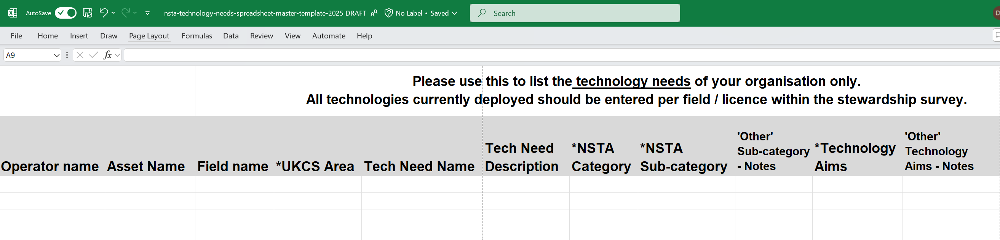 AutoSave nsta-technology-needs-spreadsheet-master-template-2025 DRAFT No Label • Saved Search D
File Home Insert Draw Page Layout Formulas Data Review View Automate Help
A9 fx
Please use this to list the technology needs of your organisation only.
All technologies currently deployed should be entered per field / licence within the stewardship survey.
Operator name
Asset Name
Field name
*UKCS Area
Tech Need Name
Tech Need
Description
*NSTA
Category
*NSTA
Sub-category
'Other'
Sub-category
- Notes
*Technology
Aims
'Other'
Technology
Aims - Notes